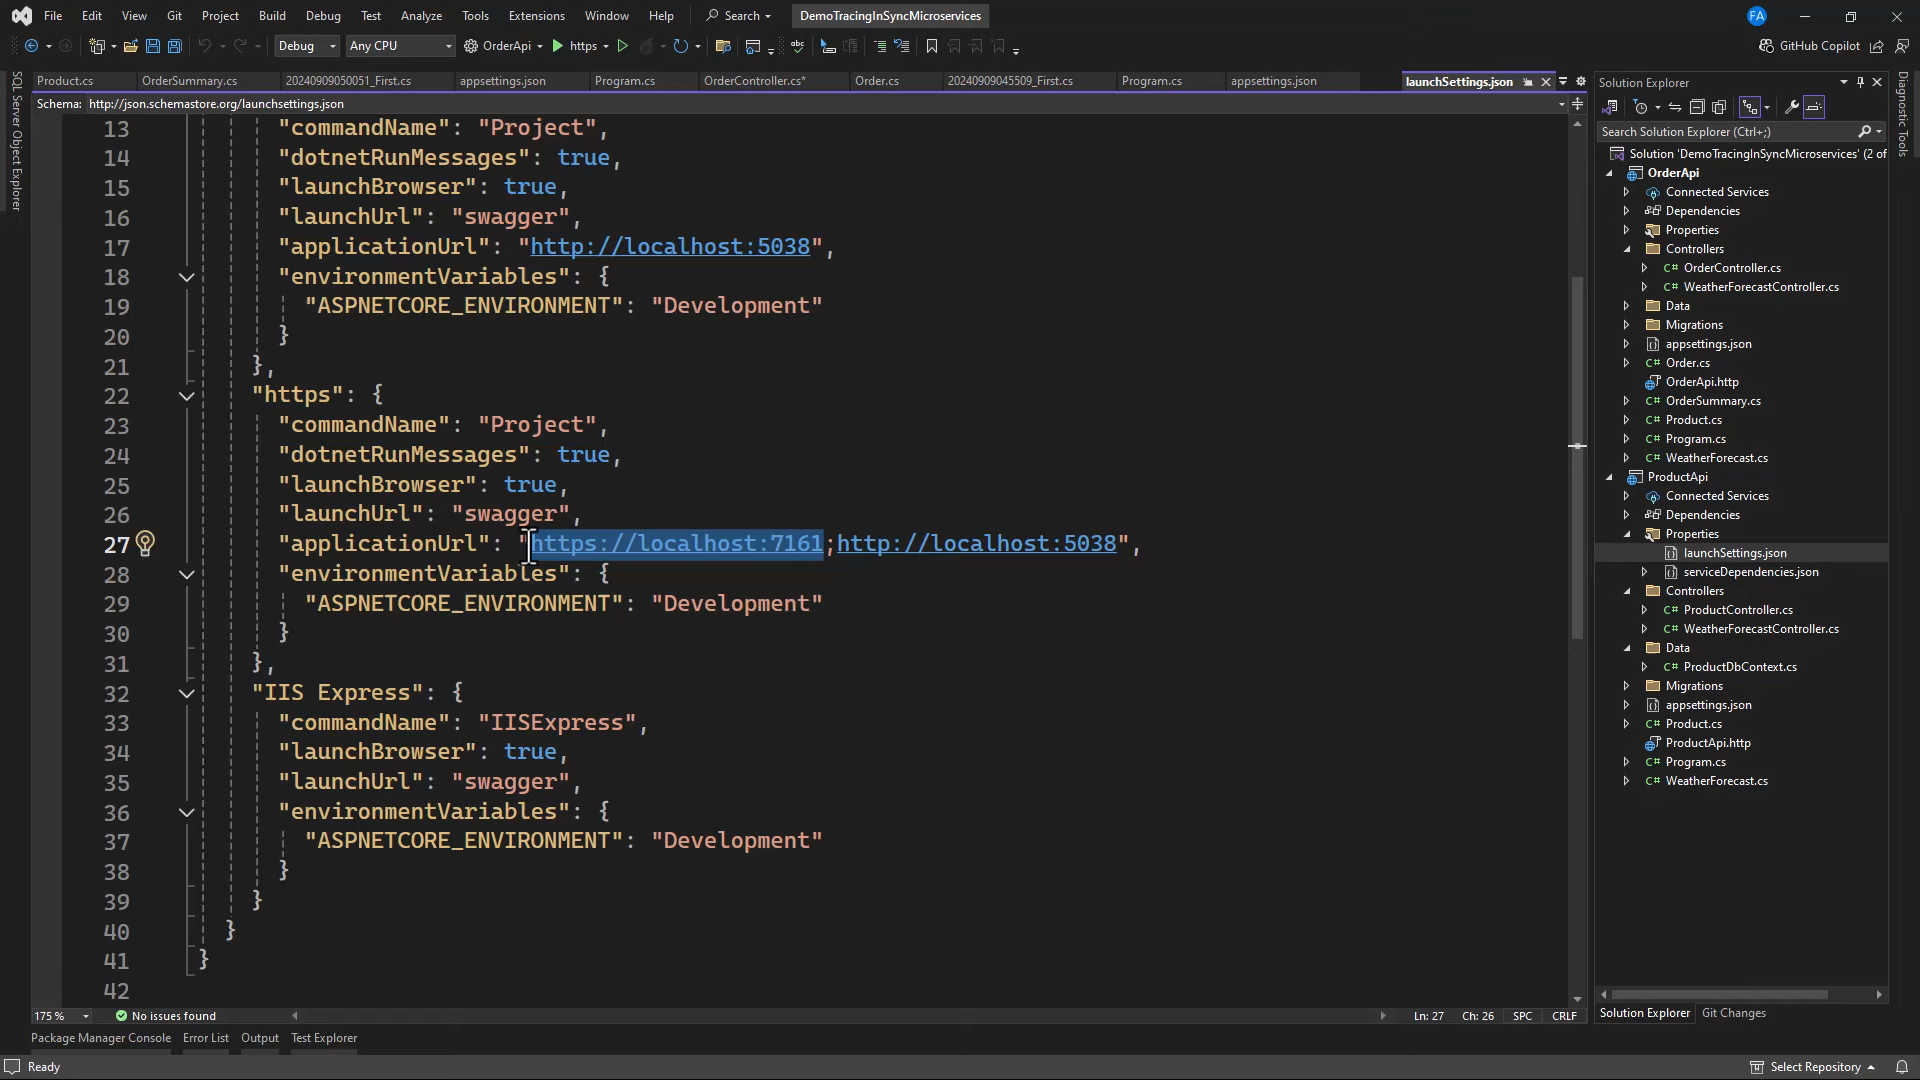 File Edit View Git Project Build Debug Test Analyze Tools Extensions Window Help Search DemoTracingInSyncMicroservices FA
Debug Any CPU OrderApi https GitHub Copilot
Product.cs OrderSummary.cs 20240909050051_First.cs appsettings.json Program.cs OrderController.cs* Order.cs 20240909045509_First.cs Program.cs appsettings.json launchSettings.json
Schema: http://json.schemastore.org/launchsettings.json
SQL Server Object Explorer
13 "commandName": "Project",
14 "dotnetRunMessages": true,
15 "launchBrowser": true,
16 "launchUrl": "swagger",
17 "applicationUrl": "http://localhost:5038",
18 "environmentVariables": {
19 "ASPNETCORE_ENVIRONMENT": "Development"
20 }
21 },
22 "https": {
23 "commandName": "Project",
24 "dotnetRunMessages": true,
25 "launchBrowser": true,
26 "launchUrl": "swagger",
27 "applicationUrl": "https://localhost:7161;http://localhost:5038",
28 "environmentVariables": {
29 "ASPNETCORE_ENVIRONMENT": "Development"
30 }
31 },
32 "IIS Express": {
33 "commandName": "IISExpress",
34 "launchBrowser": true,
35 "launchUrl": "swagger",
36 "environmentVariables": {
37 "ASPNETCORE_ENVIRONMENT": "Development"
38 }
39 }
40 }
41 }
42
175 % No issues found Ln: 27 Ch: 26 SPC CRLF
Solution Explorer
Search Solution Explorer (Ctrl+;)
Solution 'DemoTracingInSyncMicroservices' (2 of
OrderApi
Connected Services
Dependencies
Properties
Controllers
C# OrderController.cs
C# WeatherForecastController.cs
Data
Migrations
appsettings.json
C# Order.cs
OrderApi.http
C# OrderSummary.cs
C# Product.cs
C# Program.cs
C# WeatherForecast.cs
ProductApi
Connected Services
Dependencies
Properties
launchSettings.json
serviceDependencies.json
Controllers
C# ProductController.cs
C# WeatherForecastController.cs
Data
C# ProductDbContext.cs
Migrations
appsettings.json
C# Product.cs
ProductApi.http
C# Program.cs
C# WeatherForecast.cs
Solution Explorer Git Changes
Diagnostic Tools
Package Manager Console Error List Output Test Explorer
Ready Select Repository